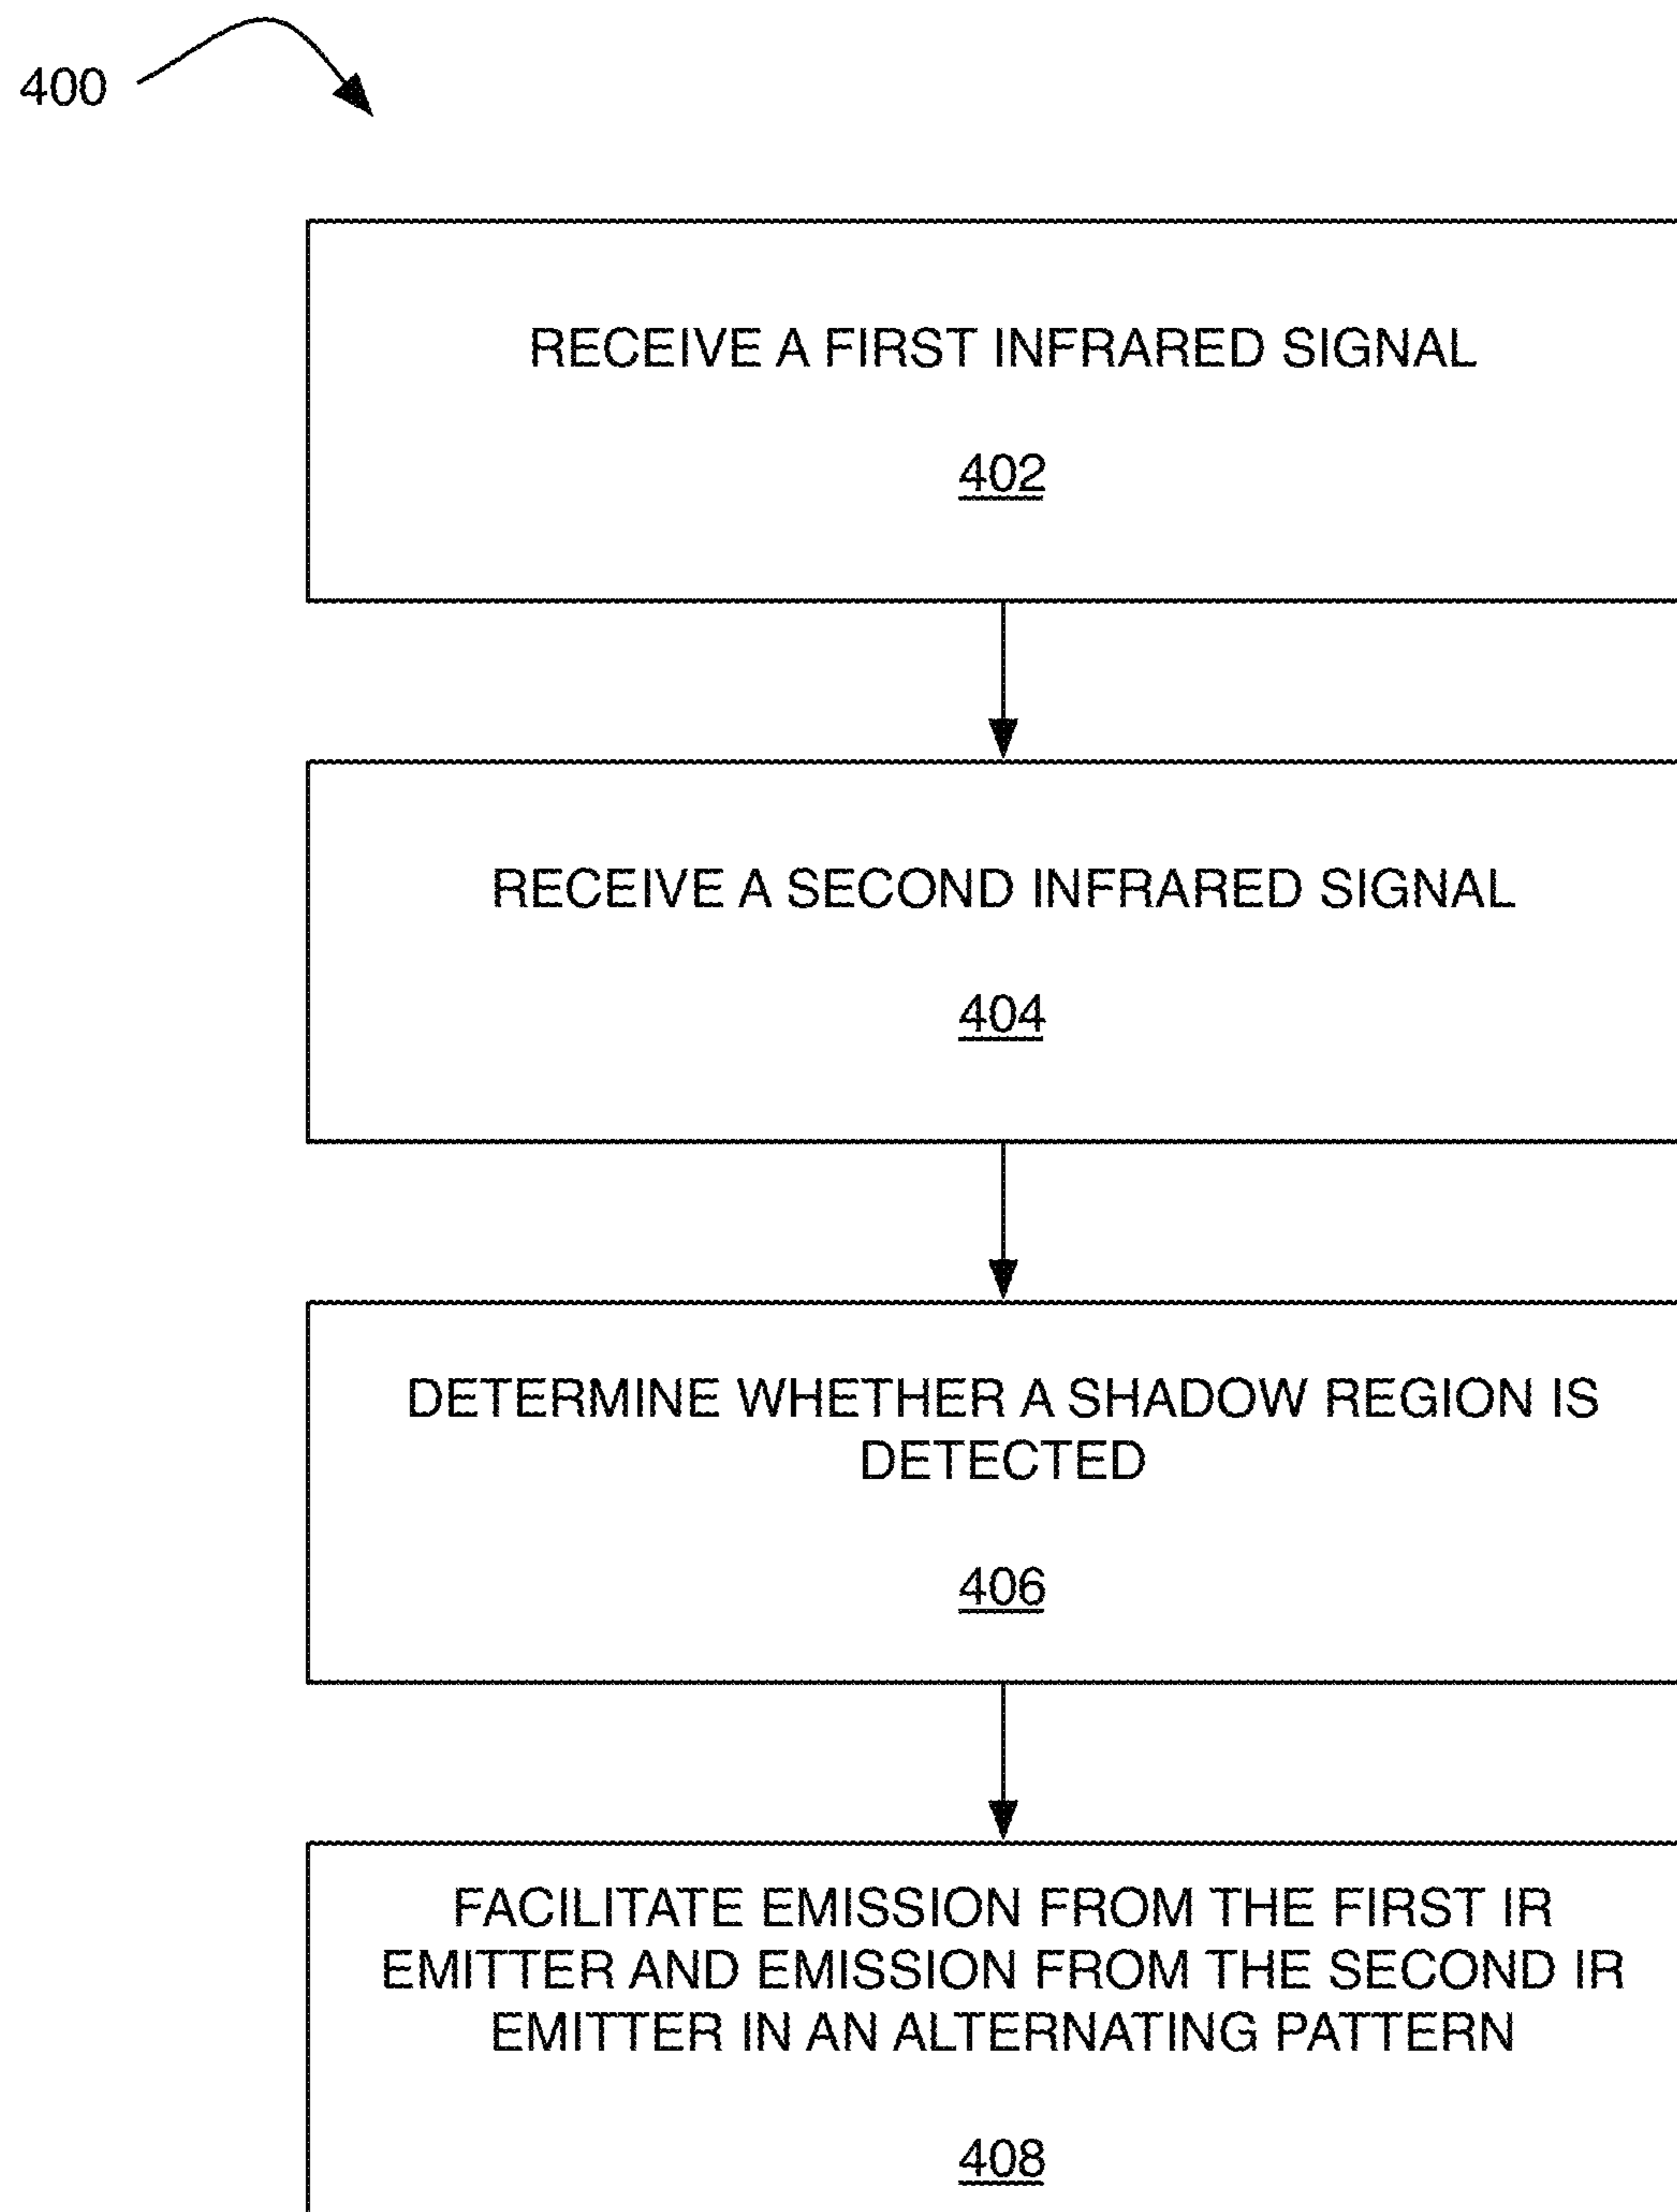 400
RECEIVE A FIRST INFRARED SIGNAL
402
RECEIVE A SECOND INFRARED SIGNAL
404
DETERMINE WHETHER A SHADOW REGION IS
DETECTED
406
FACILITATE EMISSION FROM THE FIRST IR
EMITTER AND EMISSION FROM THE SECOND IR
EMITTER IN AN ALTERNATING PATTERN
408